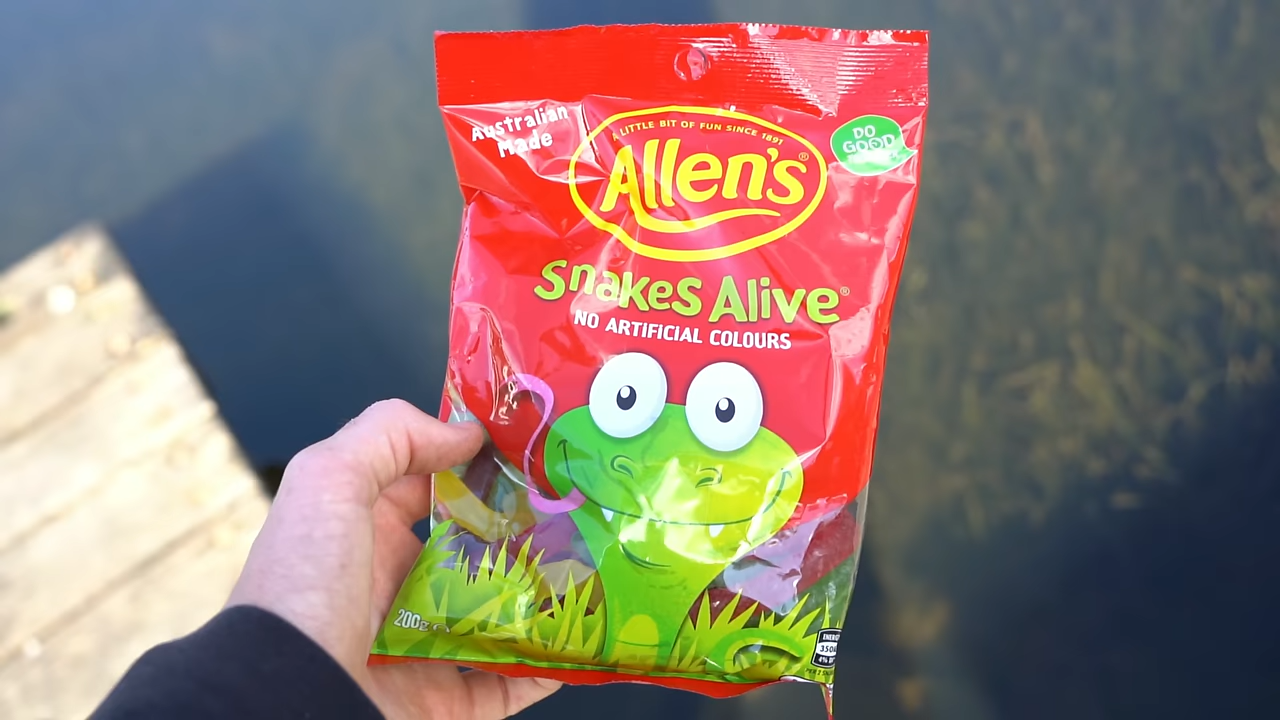 Australian
Made
A LITTLE BIT OF FUN SINCE 1891
Allen's®
DO
GOOD
Snakes Alive®
NO ARTIFICIAL COLOURS
200g
ENERGY